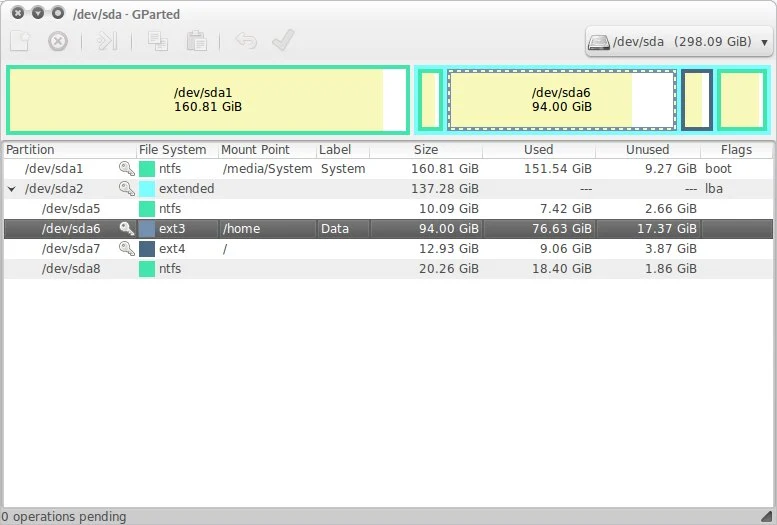 /dev/sda - GParted
/dev/sda (298.09 GiB)
/dev/sda1
160.81 GiB
/dev/sda6
94.00 GiB
Partition File System Mount Point Label Size Used Unused Flags
/dev/sda1 ntfs /media/System System 160.81 GiB 151.54 GiB 9.27 GiB boot
/dev/sda2 extended 137.28 GiB --- --- lba
/dev/sda5 ntfs 10.09 GiB 7.42 GiB 2.66 GiB
/dev/sda6 ext3 /home Data 94.00 GiB 76.63 GiB 17.37 GiB
/dev/sda7 ext4 / 12.93 GiB 9.06 GiB 3.87 GiB
/dev/sda8 ntfs 20.26 GiB 18.40 GiB 1.86 GiB
0 operations pending